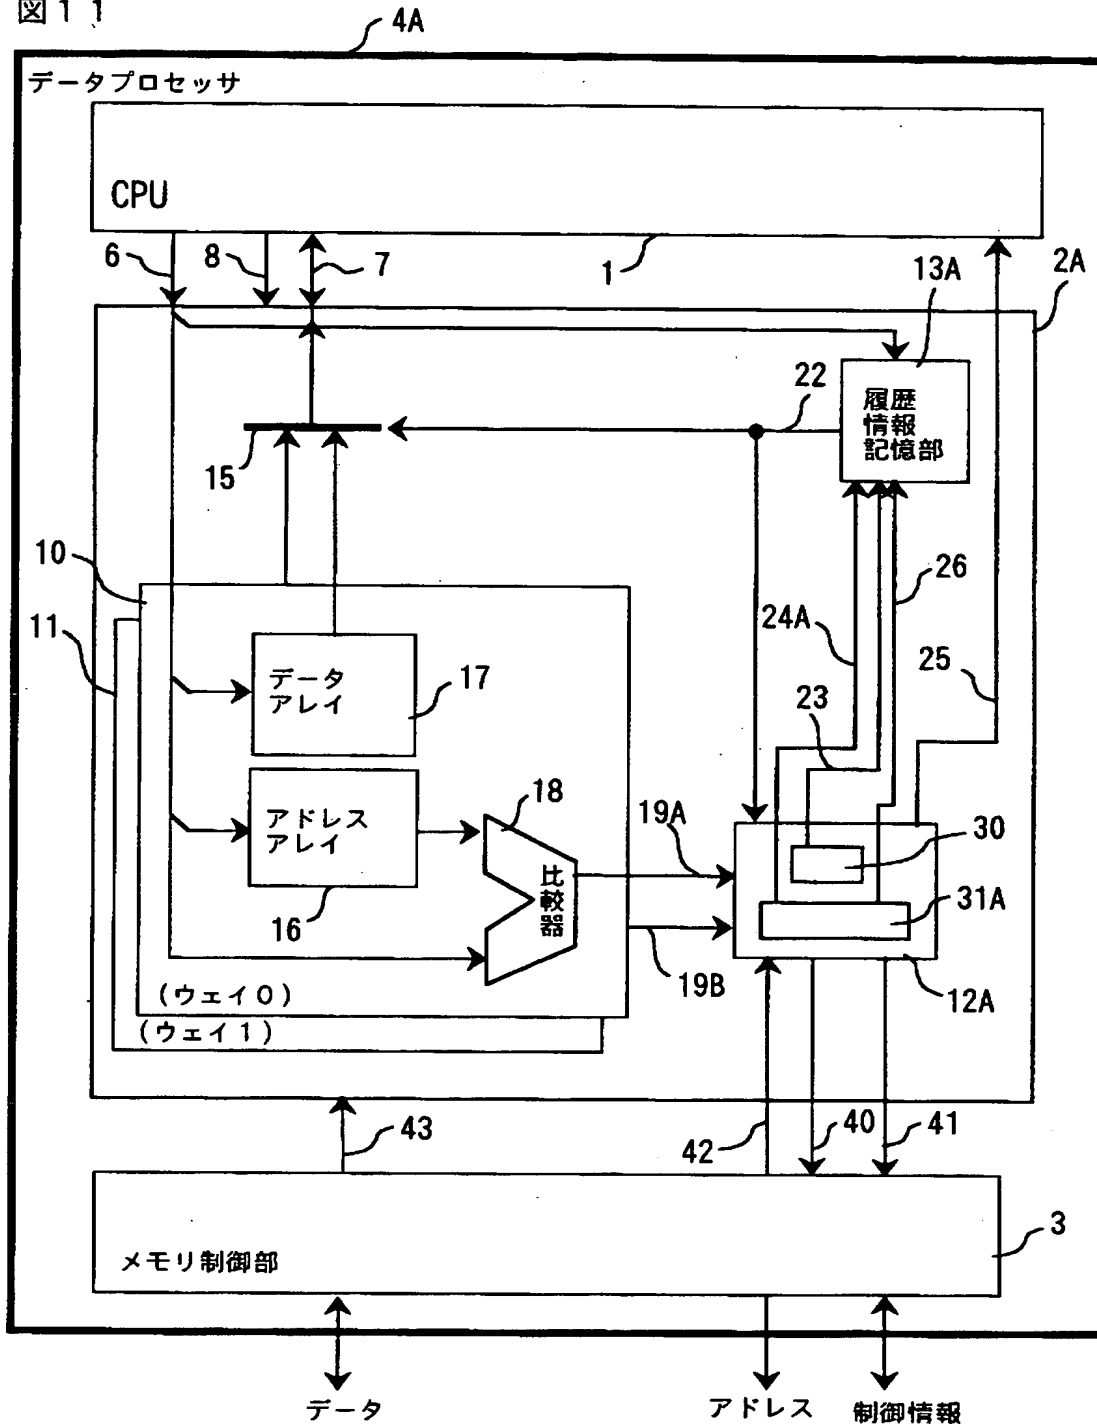 図11
4A
データプロセッサ
CPU
6
8
7
1
13A
2A
22
履歴
情報
記憶部
15
10
11
24A
26
23
25
データ
アレイ
17
アドレス
アレイ
16
18
比較器
19A
19B
30
31A
12A
(ウェイ0)
(ウェイ1)
43
42
40
41
メモリ制御部
3
データ
アドレス
制御情報